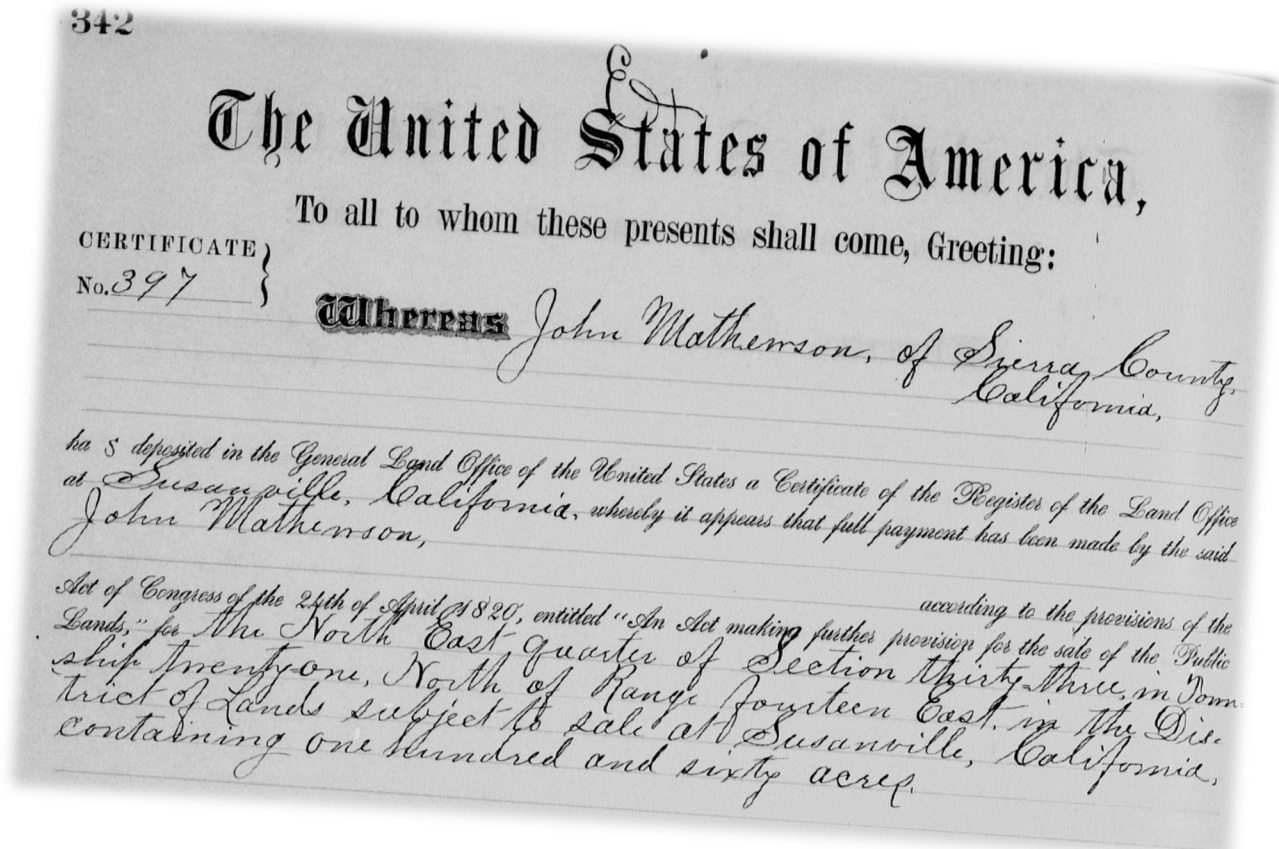 342
Ex
The United States of America,
To all to whom these presents shall come, Greeting:
CERTIFICATE
No. 397
Whereas John Mathewson, of Sierra County,
California,
ha s deposited in the General Land Office of the United States a Certificate of the Register of the Land Office
at Susanville, California, whereby it appears that full payment has been made by the said
John Mathewson,
according to the provisions of the
Act of Congress of the 24th of April, 1820, entitled "An Act making further provision for the sale of the Public
Lands," for the North East quarter of Section thirty-three, in Town-
ship twenty one, North of Range fourteen East, in the Dis-
trict of Lands subject to sale at Susanville, California,
containing one hundred and sixty acres.